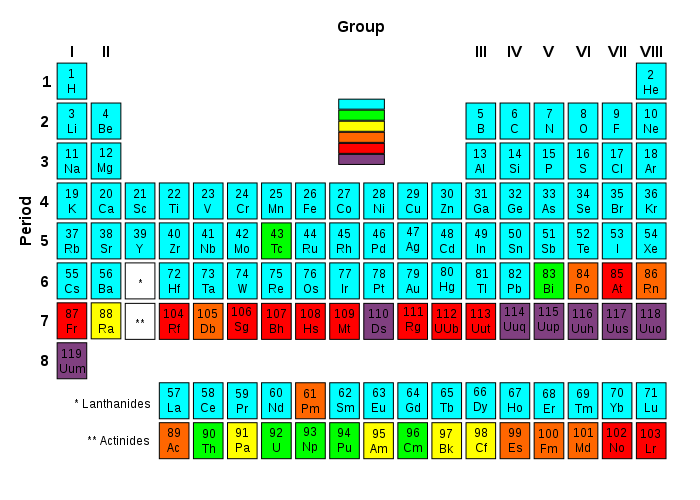 Group
I II III IV V VI VII VIII
Period
1 1 H 2 He
2 3 Li 4 Be 5 B 6 C 7 N 8 O 9 F 10 Ne
3 11 Na 12 Mg 13 Al 14 Si 15 P 16 S 17 Cl 18 Ar
4 19 K 20 Ca 21 Sc 22 Ti 23 V 24 Cr 25 Mn 26 Fe 27 Co 28 Ni 29 Cu 30 Zn 31 Ga 32 Ge 33 As 34 Se 35 Br 36 Kr
5 37 Rb 38 Sr 39 Y 40 Zr 41 Nb 42 Mo 43 Tc 44 Ru 45 Rh 46 Pd 47 Ag 48 Cd 49 In 50 Sn 51 Sb 52 Te 53 I 54 Xe
6 55 Cs 56 Ba * 72 Hf 73 Ta 74 W 75 Re 76 Os 77 Ir 78 Pt 79 Au 80 Hg 81 Tl 82 Pb 83 Bi 84 Po 85 At 86 Rn
7 87 Fr 88 Ra ** 104 Rf 105 Db 106 Sg 107 Bh 108 Hs 109 Mt 110 Ds 111 Rg 112 UUb 113 Uut 114 Uuq 115 Uup 116 Uuh 117 Uus 118 Uuo
8 119 Uum
* Lanthanides 57 La 58 Ce 59 Pr 60 Nd 61 Pm 62 Sm 63 Eu 64 Gd 65 Tb 66 Dy 67 Ho 68 Er 69 Tm 70 Yb 71 Lu
** Actinides 89 Ac 90 Th 91 Pa 92 U 93 Np 94 Pu 95 Am 96 Cm 97 Bk 98 Cf 99 Es 100 Fm 101 Md 102 No 103 Lr